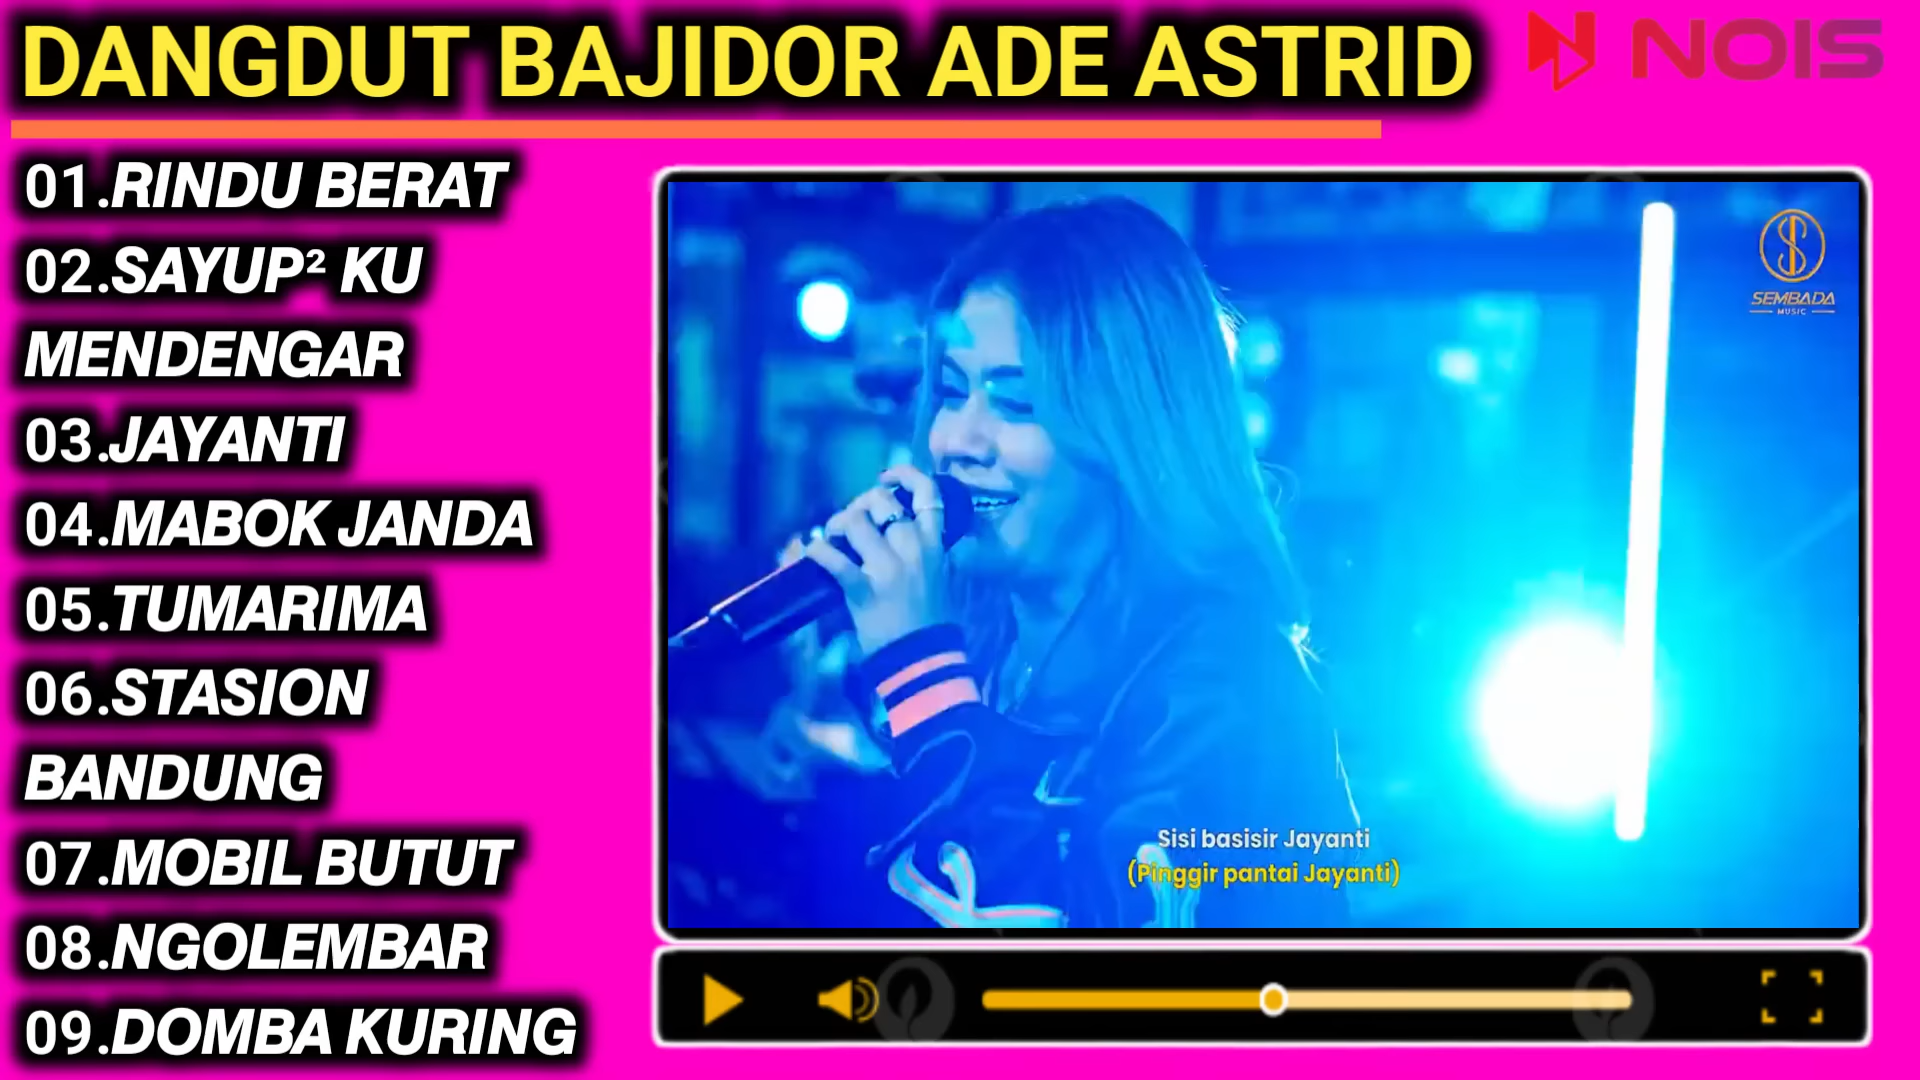 DANGDUT BAJIDOR ADE ASTRID
NOIS
01.RINDU BERAT
02.SAYUP² KU
MENDENGAR
03.JAYANTI
04.MABOK JANDA
05.TUMARIMA
06.STASION
BANDUNG
07.MOBIL BUTUT
08.NGOLEMBAR
09.DOMBA KURING
SEMBADA
MUSIC
Sisi basisir Jayanti
(Pinggir pantai Jayanti)